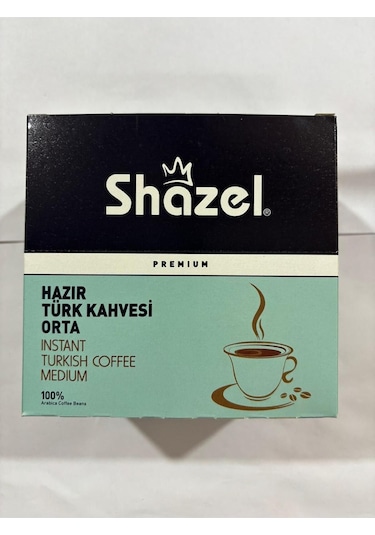 Shazel®
PREMIUM
HAZIR
TÜRK KAHVESİ
ORTA
INSTANT
TURKISH COFFEE
MEDIUM
100%
Arabica Coffee Beans